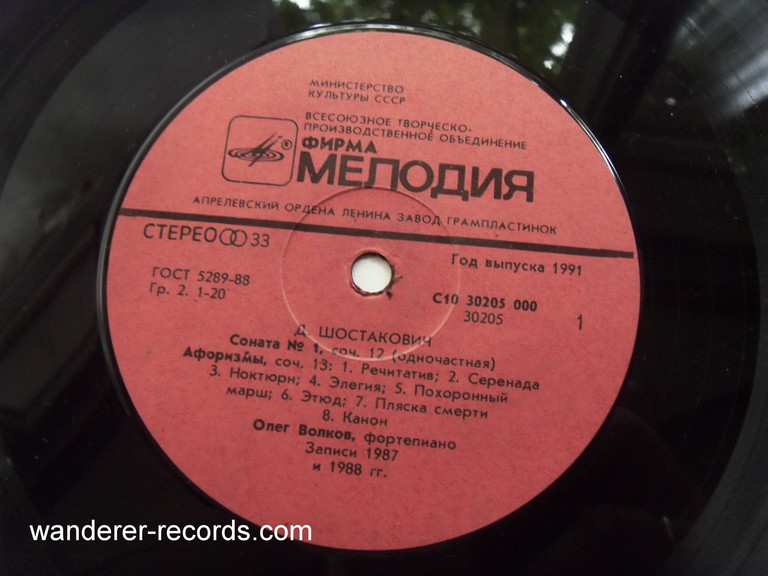 МИНИСТЕРСТВО
КУЛЬТУРЫ СССР
ВСЕСОЮЗНОЕ ТВОРЧЕСКО-
ПРОИЗВОДСТВЕННОЕ ОБЪЕДИНЕНИЕ
ФИРМА
® МЕЛОДИЯ
АПРЕЛЕВСКИЙ ОРДЕНА ЛЕНИНА ЗАВОД ГРАМПЛАСТИНОК
СТЕРЕО 33
Год выпуска 1991
ГОСТ 5289-88
Гр. 2. 1-20
С10 30205 000
30205
1
Д. ШОСТАКОВИЧ
Соната № 1, соч. 12 (одночастная)
Афоризмы, соч. 13: 1. Речитатив; 2. Серенада
3. Ноктюрн; 4. Элегия; 5. Похоронный
марш; 6. Этюд; 7. Пляска смерти
8. Канон
Олег Волков, фортепиано
Записи 1987
и 1988 гг.
wanderer-records.com